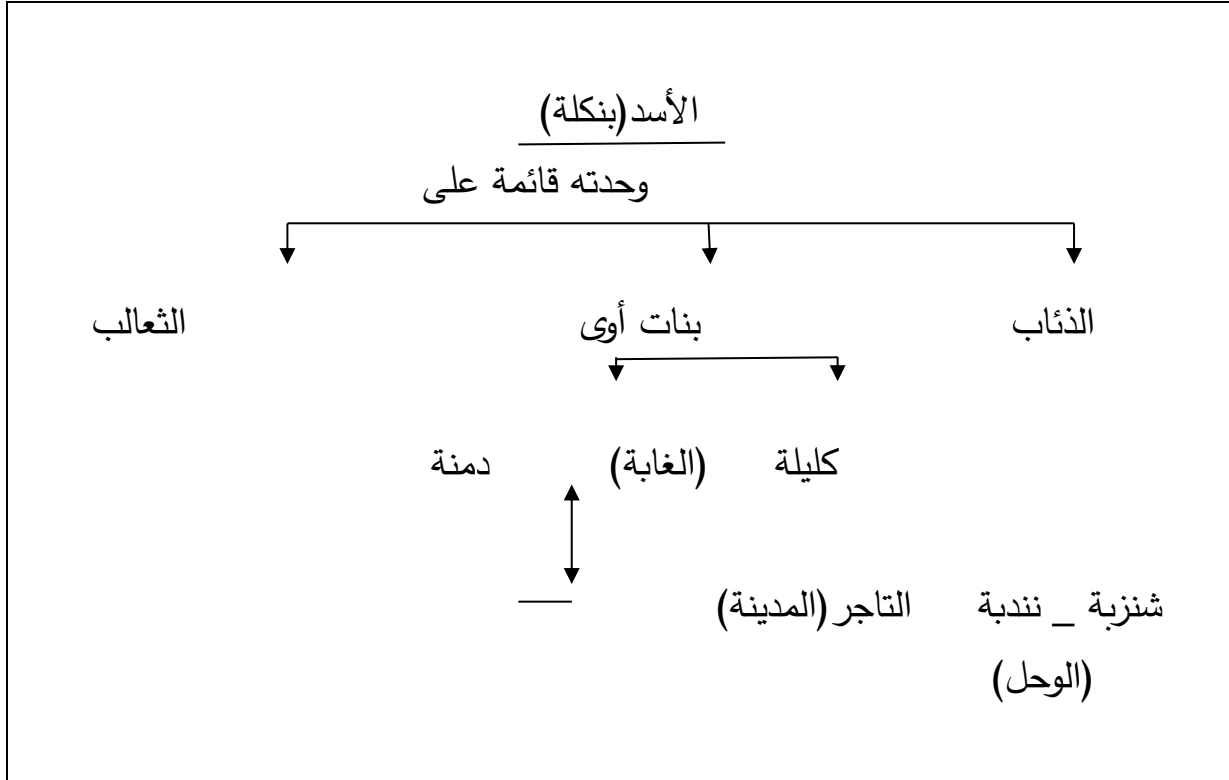 الأسد(بنكلة)
وحدته قائمة على
الذئاب بنات أوى الثعالب
كليلة (الغابة) دمنة
شنزبة _ نندبة التاجر (المدينة)
(الوحل)